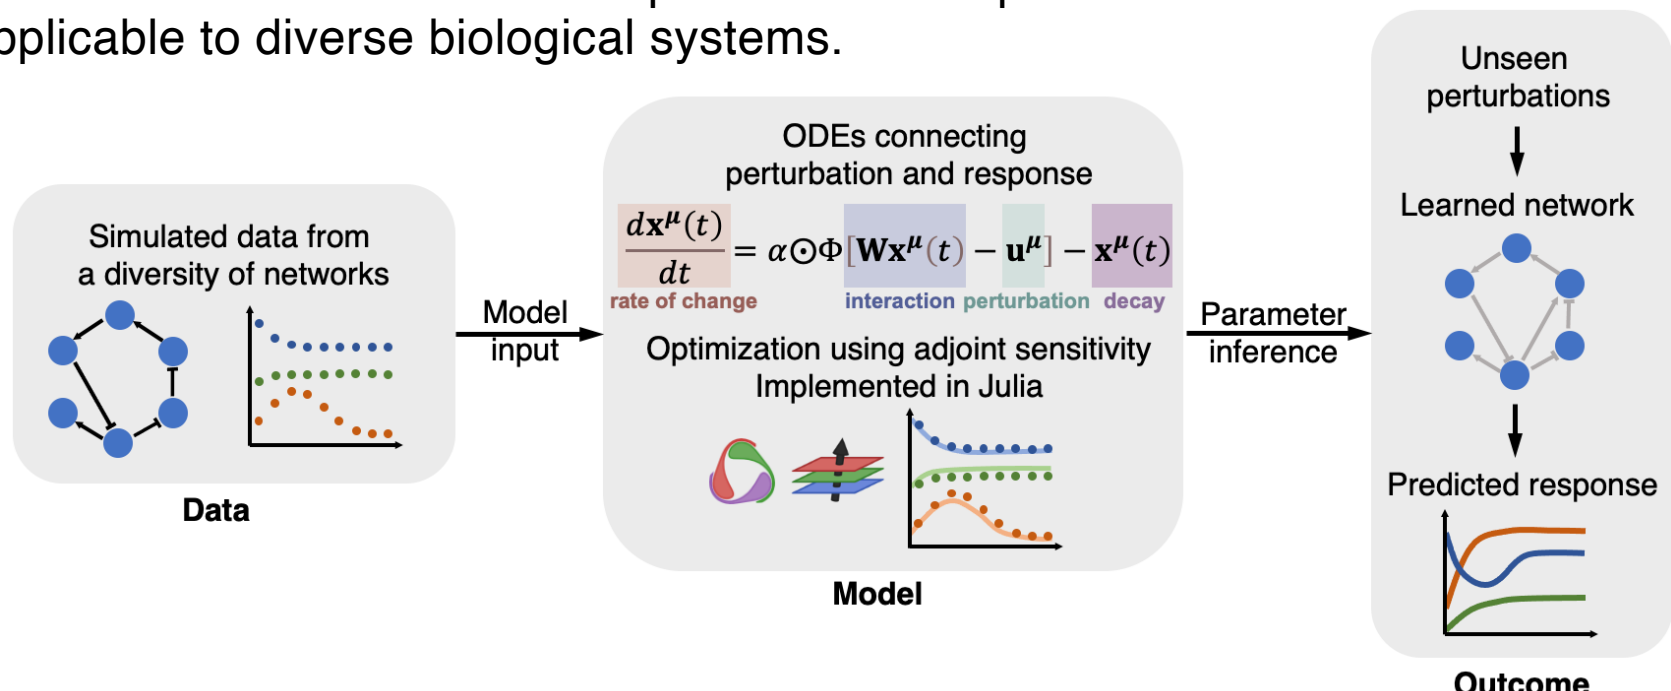 pplicable to diverse biological systems.
Simulated data from
a diversity of networks
Data
Model
input
ODEs connecting
perturbation and response
d𝐱^𝝁(t)/dt = α⊙Φ[𝐖𝐱^𝝁(t) − 𝐮^𝝁] − 𝐱^𝝁(t)
rate of change interaction perturbation decay
Optimization using adjoint sensitivity
Implemented in Julia
Model
Parameter
inference
Unseen
perturbations
Learned network
Predicted response
Outcome